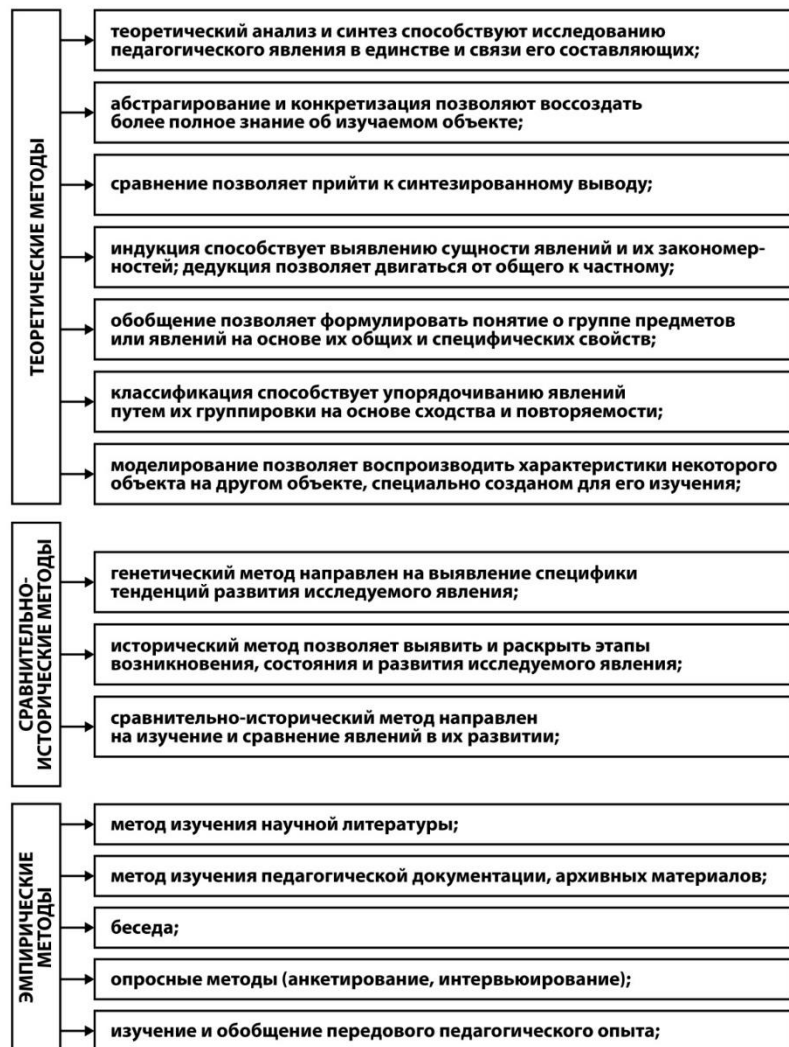 ТЕОРЕТИЧЕСКИЕ МЕТОДЫ
теоретический анализ и синтез способствуют исследованию
педагогического явления в единстве и связи его составляющих;
абстрагирование и конкретизация позволяют воссоздать
более полное знание об изучаемом объекте;
сравнение позволяет прийти к синтезированному выводу;
индукция способствует выявлению сущности явлений и их закономер-
ностей; дедукция позволяет двигаться от общего к частному;
обобщение позволяет формулировать понятие о группе предметов
или явлений на основе их общих и специфических свойств;
классификация способствует упорядочиванию явлений
путем их группировки на основе сходства и повторяемости;
моделирование позволяет воспроизводить характеристики некоторого
объекта на другом объекте, специально созданом для его изучения;
СРАВНИТЕЛЬНО-
ИСТОРИЧЕСКИЕ МЕТОДЫ
генетический метод направлен на выявление специфики
тенденций развития исследуемого явления;
исторический метод позволяет выявить и раскрыть этапы
возникновения, состояния и развития исследуемого явления;
сравнительно-исторический метод направлен
на изучение и сравнение явлений в их развитии;
ЭМПИРИЧЕСКИЕ
МЕТОДЫ
метод изучения научной литературы;
метод изучения педагогической документации, архивных материалов;
беседа;
опросные методы (анкетирование, интервьюирование);
изучение и обобщение передового педагогического опыта;